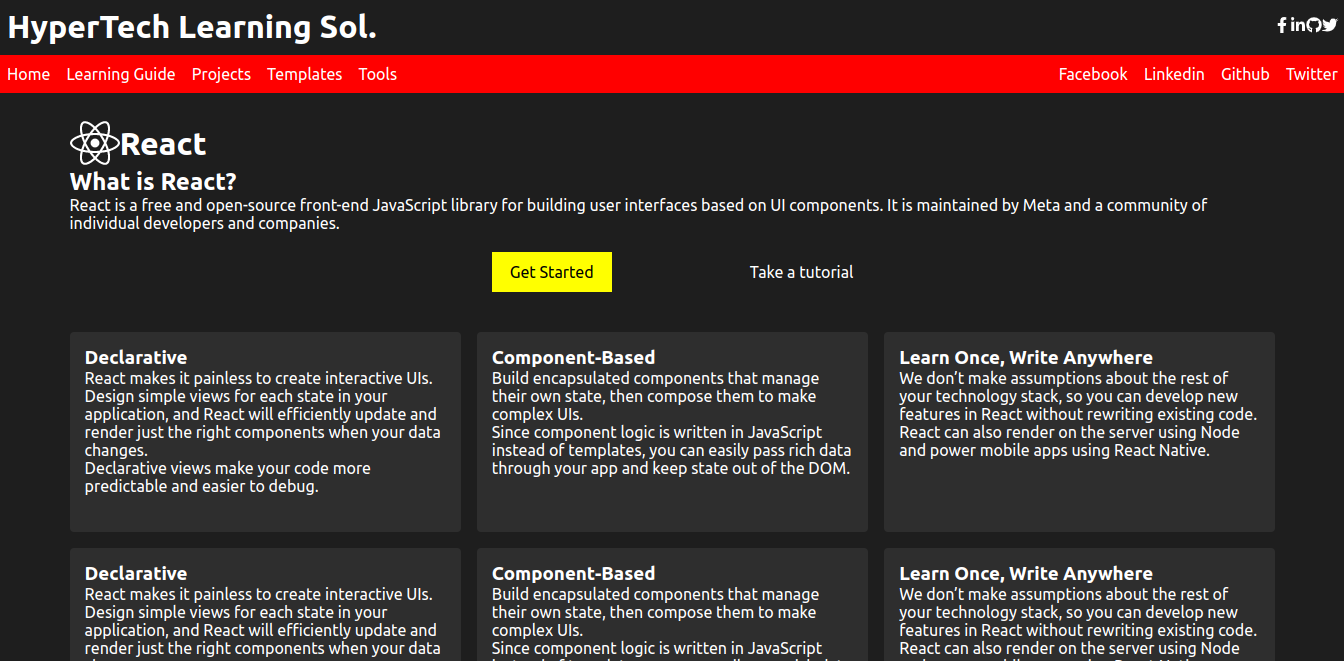 HyperTech Learning Sol.
Home Learning Guide Projects Templates Tools Facebook Linkedin Github Twitter
React
What is React?
React is a free and open-source front-end JavaScript library for building user interfaces based on UI components. It is maintained by Meta and a community of
individual developers and companies.
Get Started Take a tutorial
Declarative
React makes it painless to create interactive UIs.
Design simple views for each state in your
application, and React will efficiently update and
render just the right components when your data
changes.
Declarative views make your code more
predictable and easier to debug.
Component-Based
Build encapsulated components that manage
their own state, then compose them to make
complex UIs.
Since component logic is written in JavaScript
instead of templates, you can easily pass rich data
through your app and keep state out of the DOM.
Learn Once, Write Anywhere
We don’t make assumptions about the rest of
your technology stack, so you can develop new
features in React without rewriting existing code.
React can also render on the server using Node
and power mobile apps using React Native.
Declarative
React makes it painless to create interactive UIs.
Design simple views for each state in your
application, and React will efficiently update and
render just the right components when your data
Component-Based
Build encapsulated components that manage
their own state, then compose them to make
complex UIs.
Since component logic is written in JavaScript
Learn Once, Write Anywhere
We don’t make assumptions about the rest of
your technology stack, so you can develop new
features in React without rewriting existing code.
React can also render on the server using Node